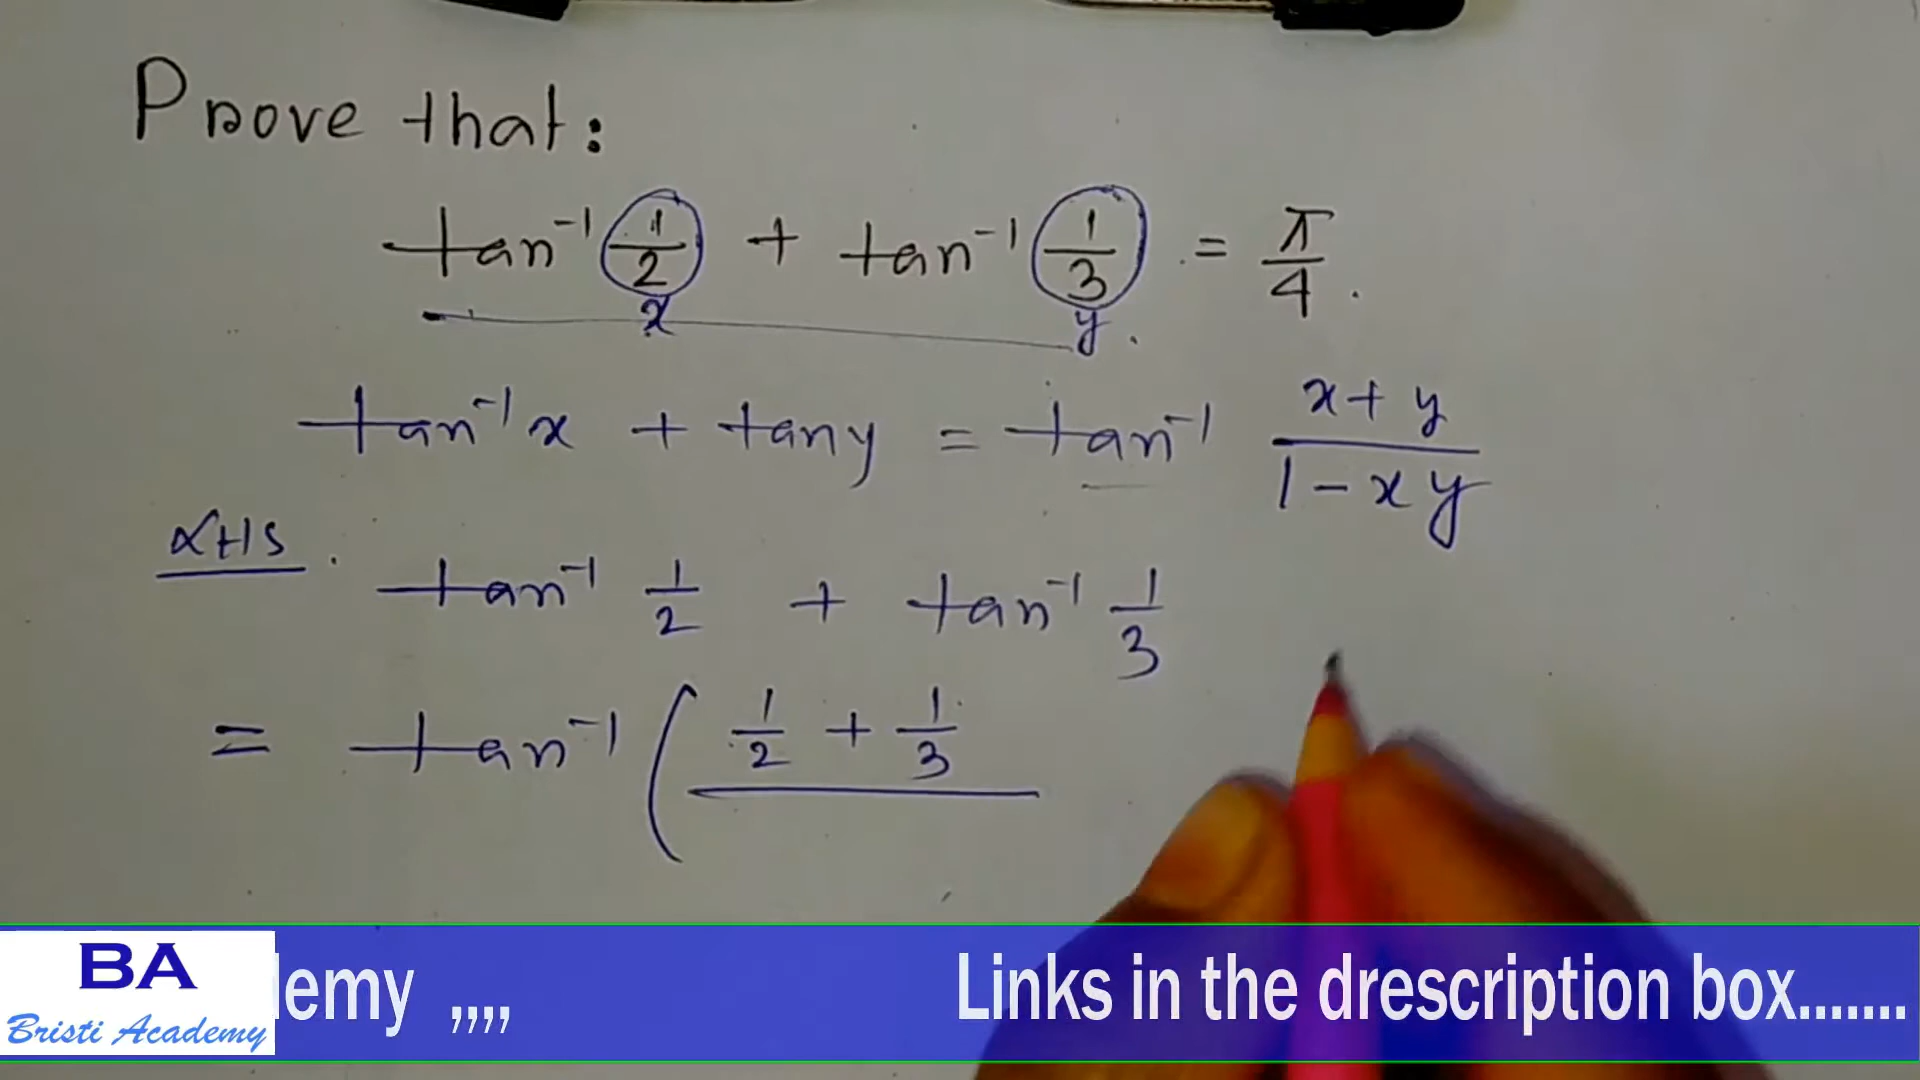 Prove that:
tan⁻¹ 1/2 + tan⁻¹ 1/3 = π/4.
x y.
tan⁻¹x + tany = tan⁻¹ x+y/1-xy
LHS. tan⁻¹ 1/2 + tan⁻¹ 1/3
= tan⁻¹ ( 1/2 + 1/3
BA
Bristi Academy
demy ,,,, Links in the drescription box.......